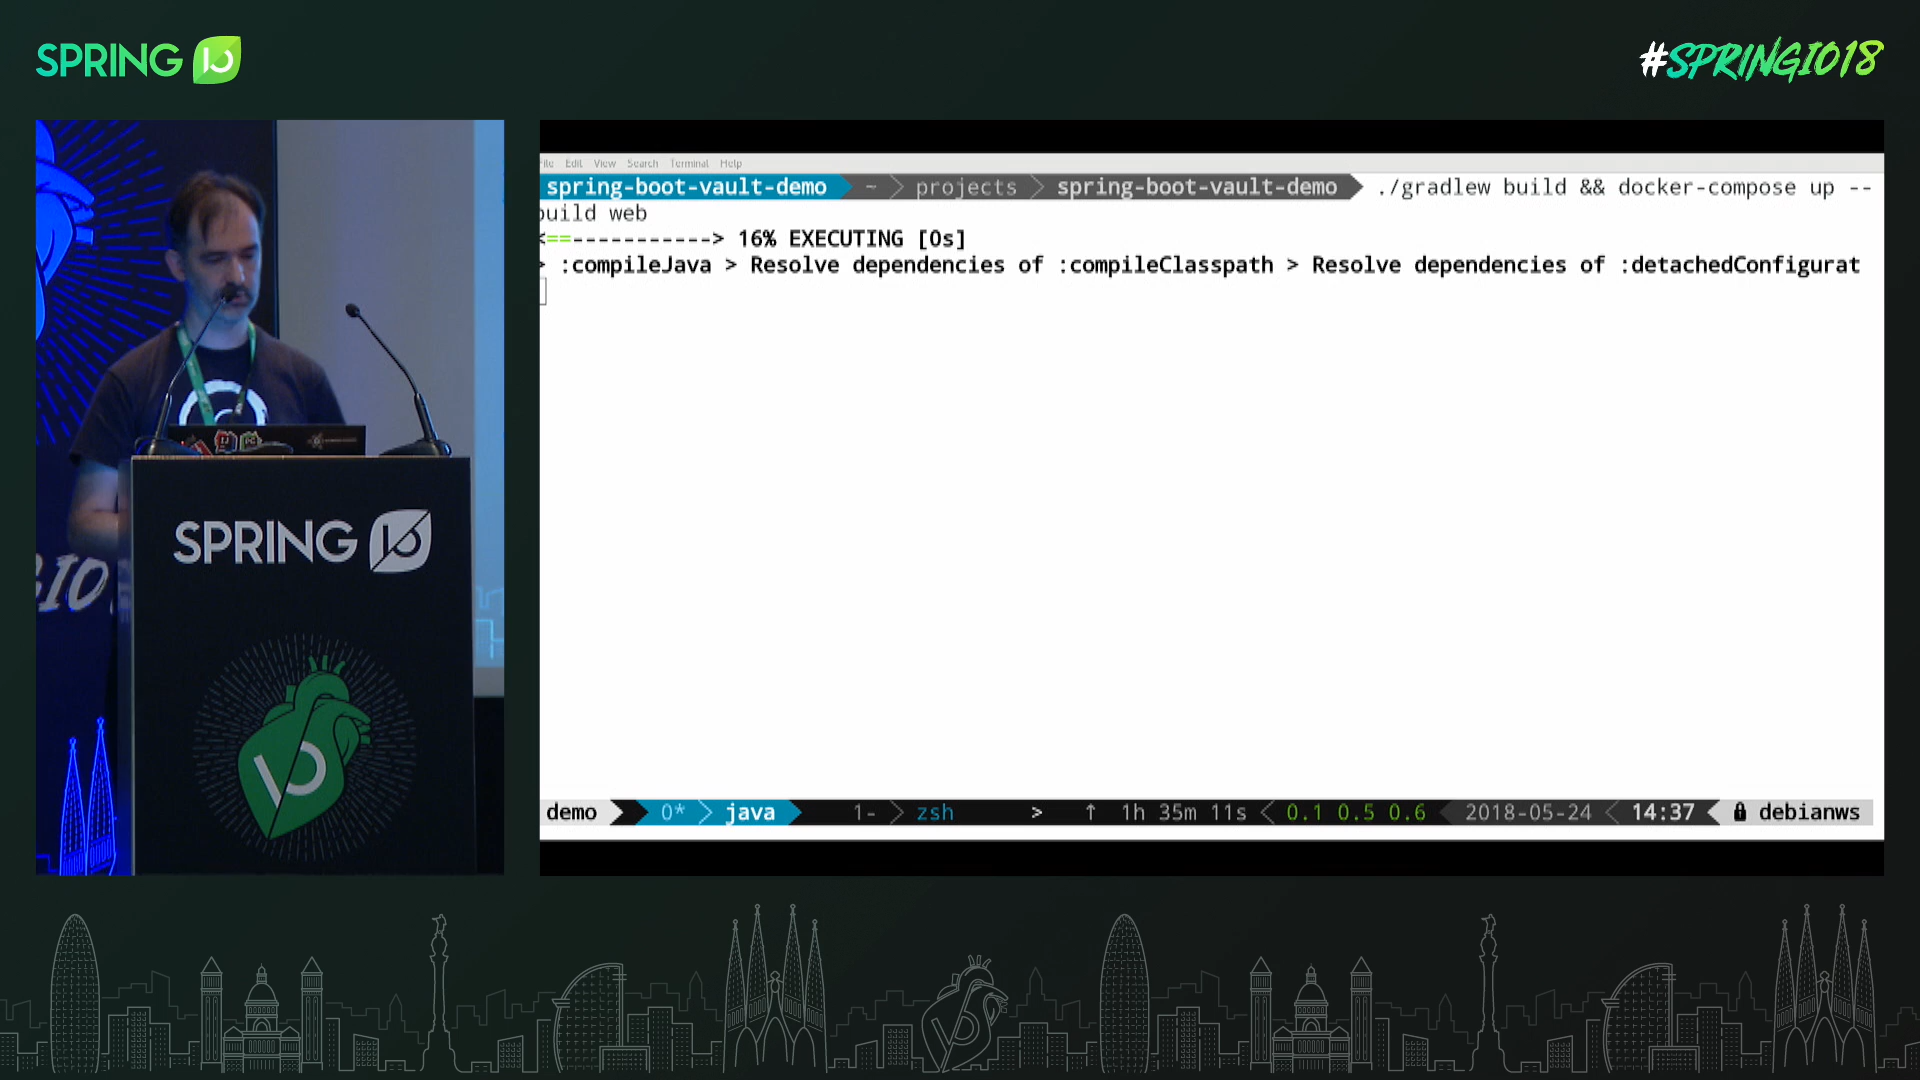 SPRING IO
#SPRINGIO18
File Edit View Search Terminal Help
spring-boot-vault-demo ~ projects spring-boot-vault-demo ./gradlew build && docker-compose up --
build web
<==-----------> 16% EXECUTING [0s]
> :compileJava > Resolve dependencies of :compileClasspath > Resolve dependencies of :detachedConfigurat
demo 0* java 1- zsh > ↑ 1h 35m 11s 0.1 0.5 0.6 2018-05-24 14:37 debianws
GIO
SPRING IO
IO